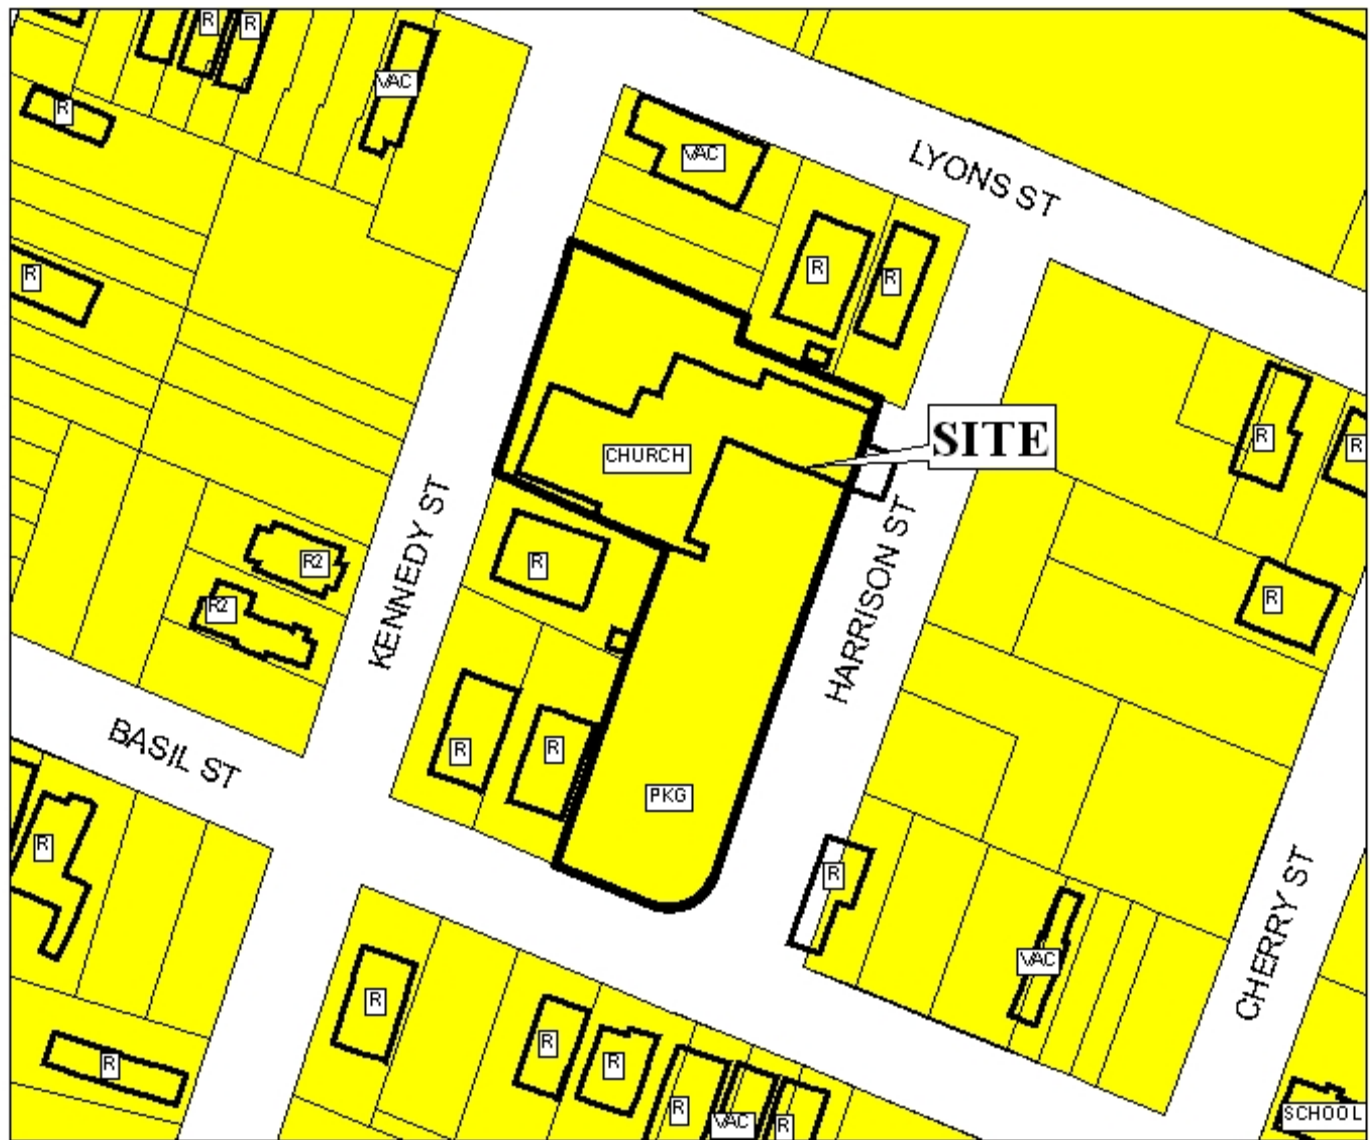 R
R
VAC
R
VAC
LYONS ST
R
R
R
SITE
R
R
CHURCH
KENNEDY ST
HARRISON ST
R2
R
R2
R
BASIL ST
R
R
PKG
R
R
CHERRY ST
VAC
R
R
R
R
R
VAC
R
SCHOOL